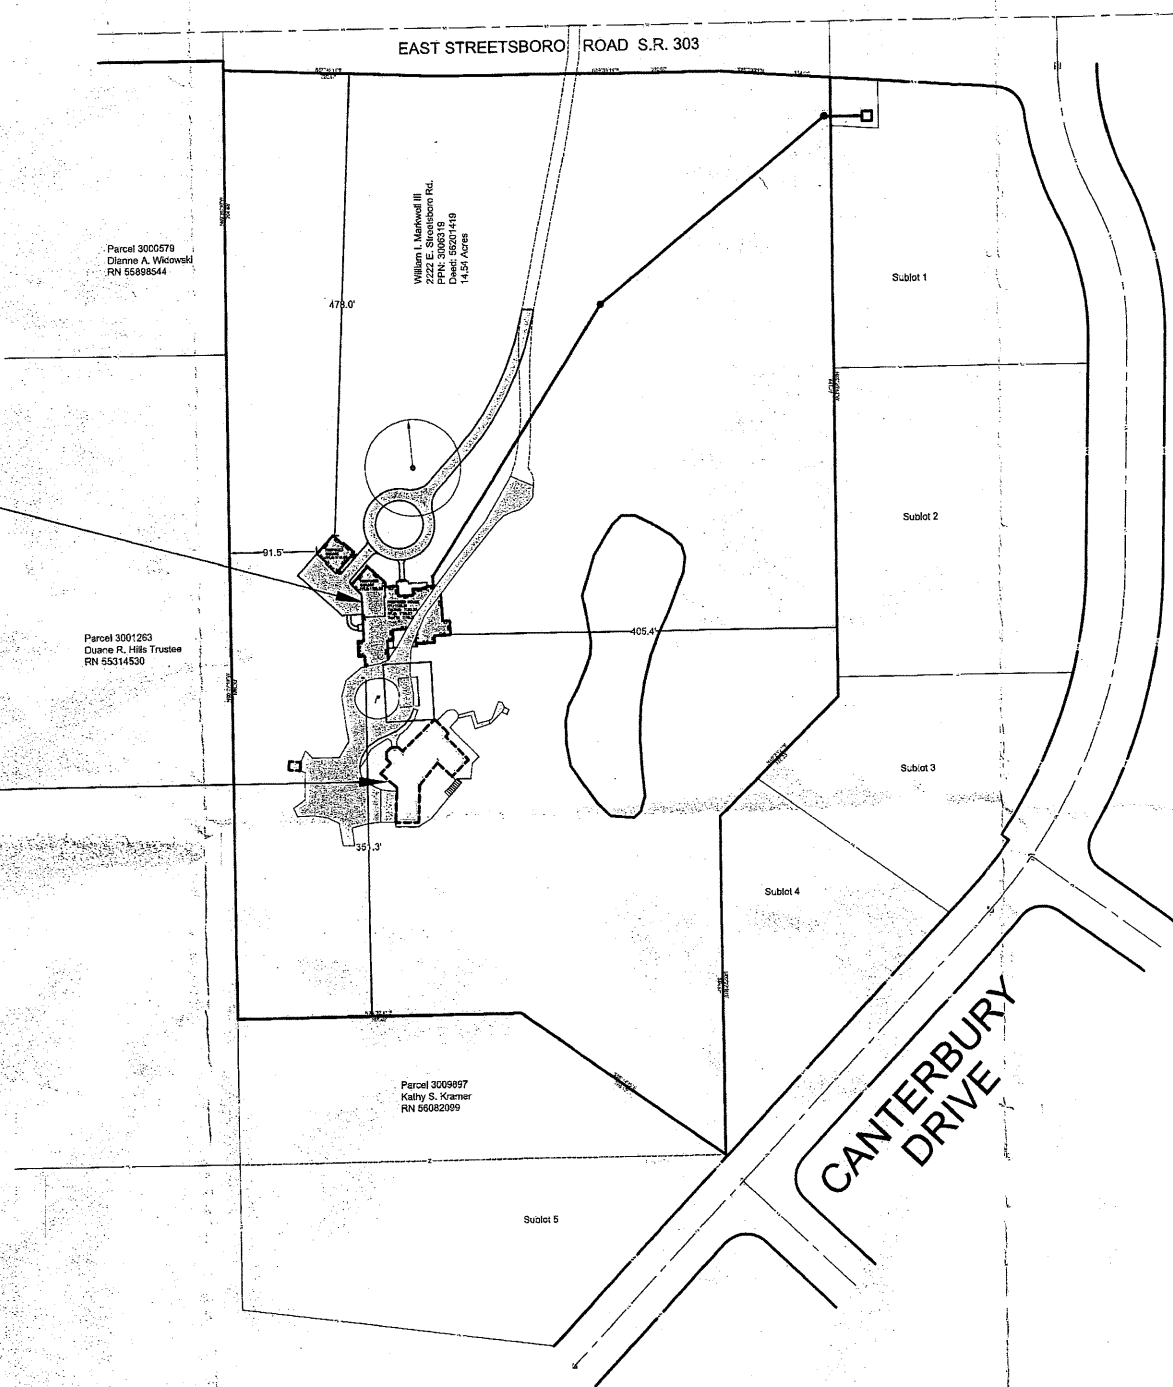 EAST STREETSBORO ROAD S.R. 303
William I. Markwell III
2222 E. Streetsboro Rd.
PPN: 3006319
Deed: 56201419
14.54 Acres
Parcel 3000579
Dianne A. Widowski
RN 55898544
478.0'
Sublot 1
Sublot 2
91.5'
405.4'
Parcel 3001263
Duane R. Hills Trustee
RN 55314530
Sublot 3
351.3'
Sublot 4
CANTERBURY
DRIVE
Parcel 3009897
Kathy S. Kramer
RN 56082099
Sublot 5